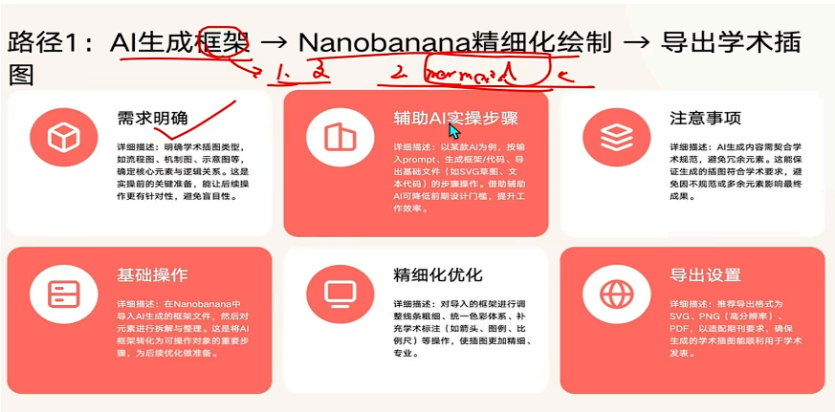 路径1：AI生成框架 → Nanobanana精细化绘制 → 导出学术插
图
1.
2. mermaid
需求明确
详细描述：明确学术插图类型，
如流程图、机制图、示意图等，
确定核心元素与逻辑关系。这是
实操前的关键准备，能让后续操
作更有针对性，避免盲目性。
辅助AI实操步骤
详细描述：以某款AI为例，按输
入prompt、生成框架/代码、导
出基础文件（如SVG草图、文
本代码）的步骤操作。借助辅助
AI可降低前期设计门槛，提升工
作效率。
注意事项
详细描述：AI生成内容需契合学
术规范，避免冗余元素。这能保
证生成的插图符合学术要求，避
免因不规范或多余元素影响最终
成果。
基础操作
详细描述：在Nanobanana中
导入AI生成的框架文件，然后对
元素进行拆解与整理。这是将AI
框架转化为可操作对象的重要步
骤，为后续优化做准备。
精细化优化
详细描述：对导入的框架进行调
整线条粗细、统一色彩体系、补
充学术标注（如箭头、图例、比
例尺）等操作，使插图更加精细、
专业。
导出设置
详细描述：推荐导出格式为
SVG、PNG（高分辨率）、
PDF，以适配期刊要求，确保
生成的学术插图能顺利用于学术
发表。